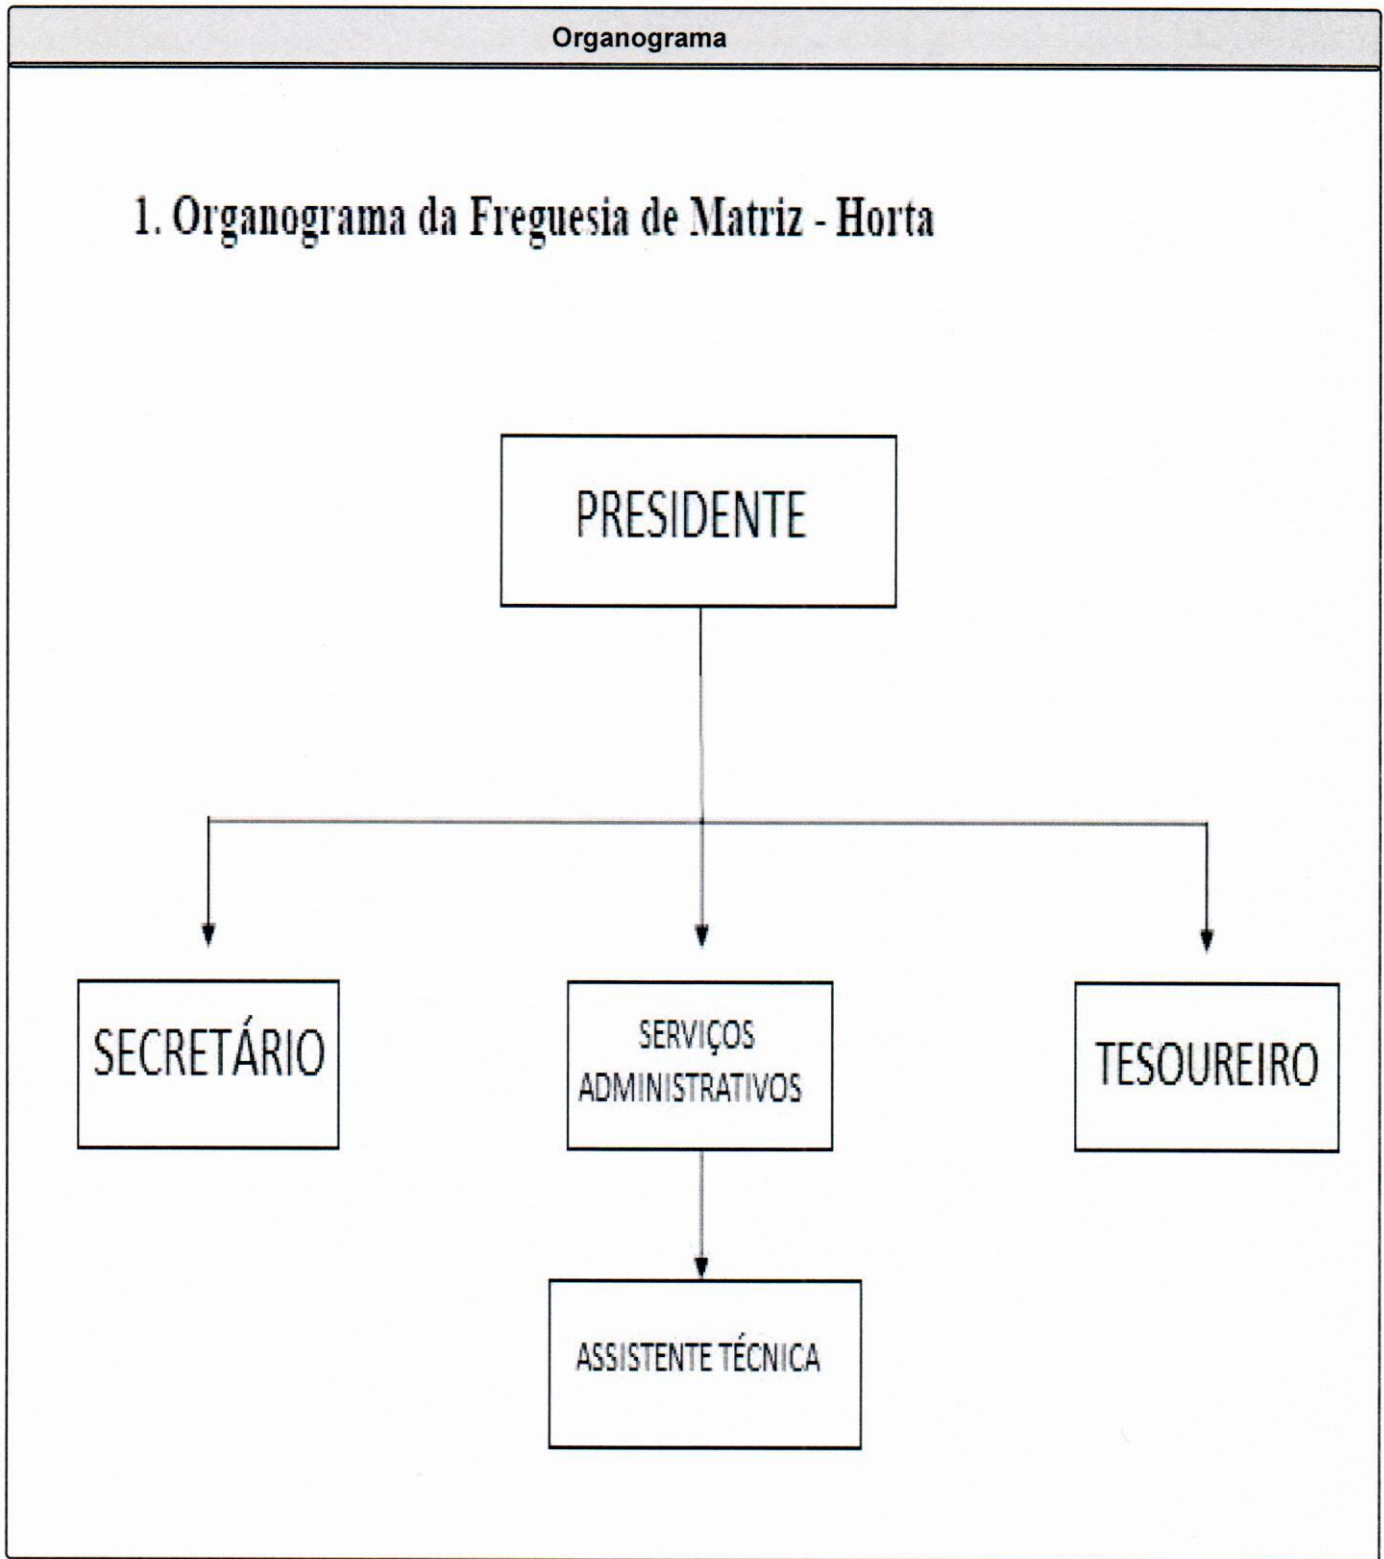 Organograma
1. Organograma da Freguesia de Matriz - Horta
PRESIDENTE
SECRETÁRIO
SERVIÇOS
ADMINISTRATIVOS
TESOUREIRO
ASSISTENTE TÉCNICA